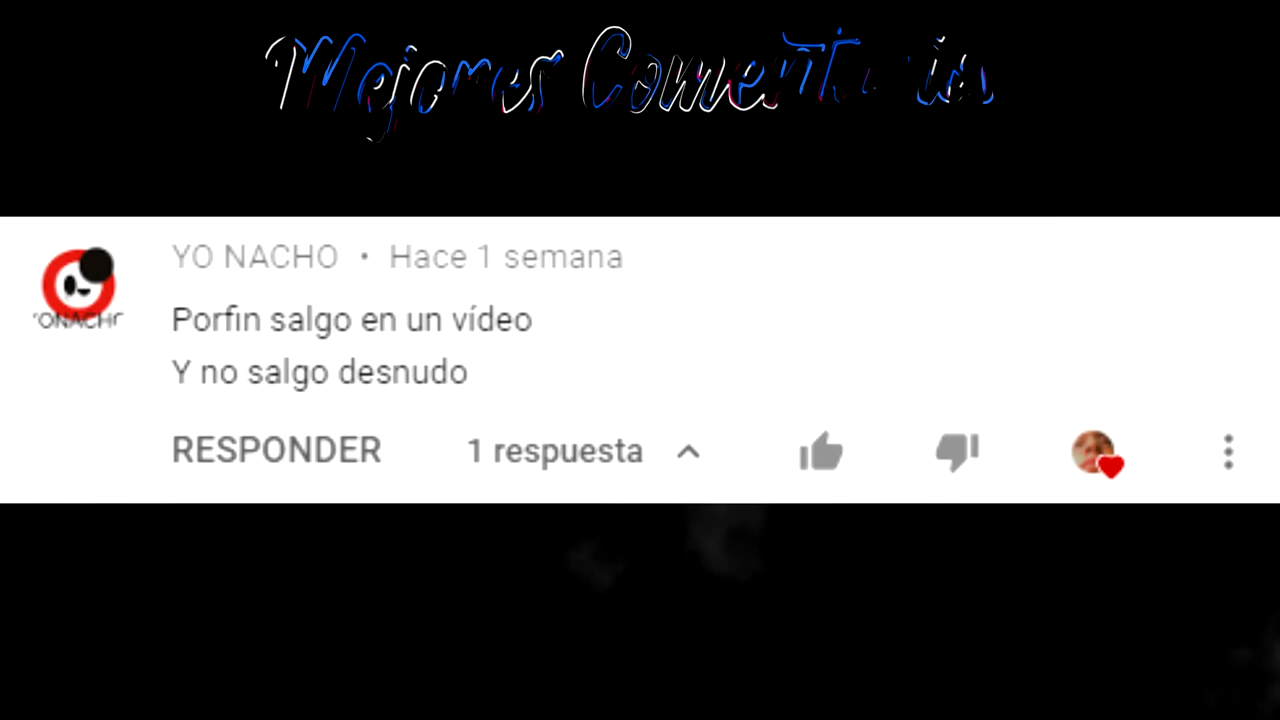 Mejores Comentarios
YO NACHO • Hace 1 semana
Porfin salgo en un vídeo
Y no salgo desnudo
RESPONDER 1 respuesta